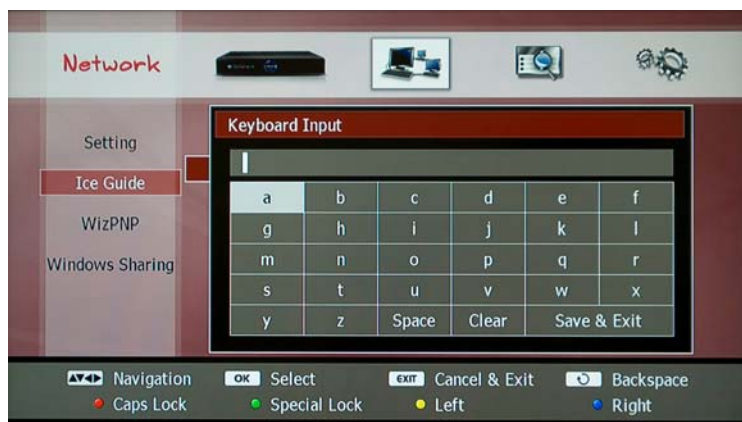 Network
Setting
Ice Guide
WizPNP
Windows Sharing
Keyboard Input
a b c d e f
g h i j k l
m n o p q r
s t u v w x
y z Space Clear Save & Exit
Navigation OK Select EXIT Cancel & Exit Backspace
Caps Lock Special Lock Left Right